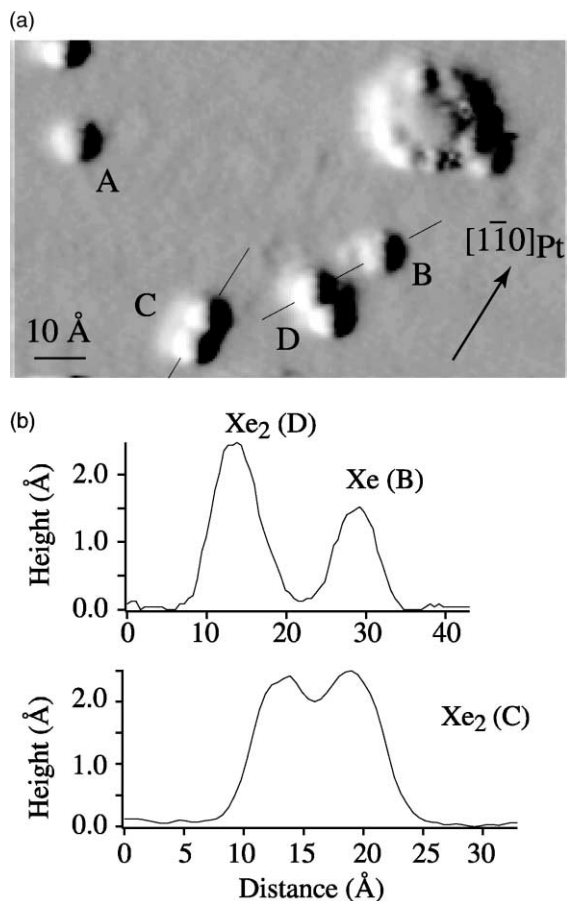 (a)
A
[11̄0]Pt
B
C
D
10 Å
(b)
Xe₂ (D)
Xe (B)
Height (Å)
2.0
1.0
0.0
0 10 20 30 40
Xe₂ (C)
Height (Å)
2.0
1.0
0.0
0 5 10 15 20 25 30
Distance (Å)